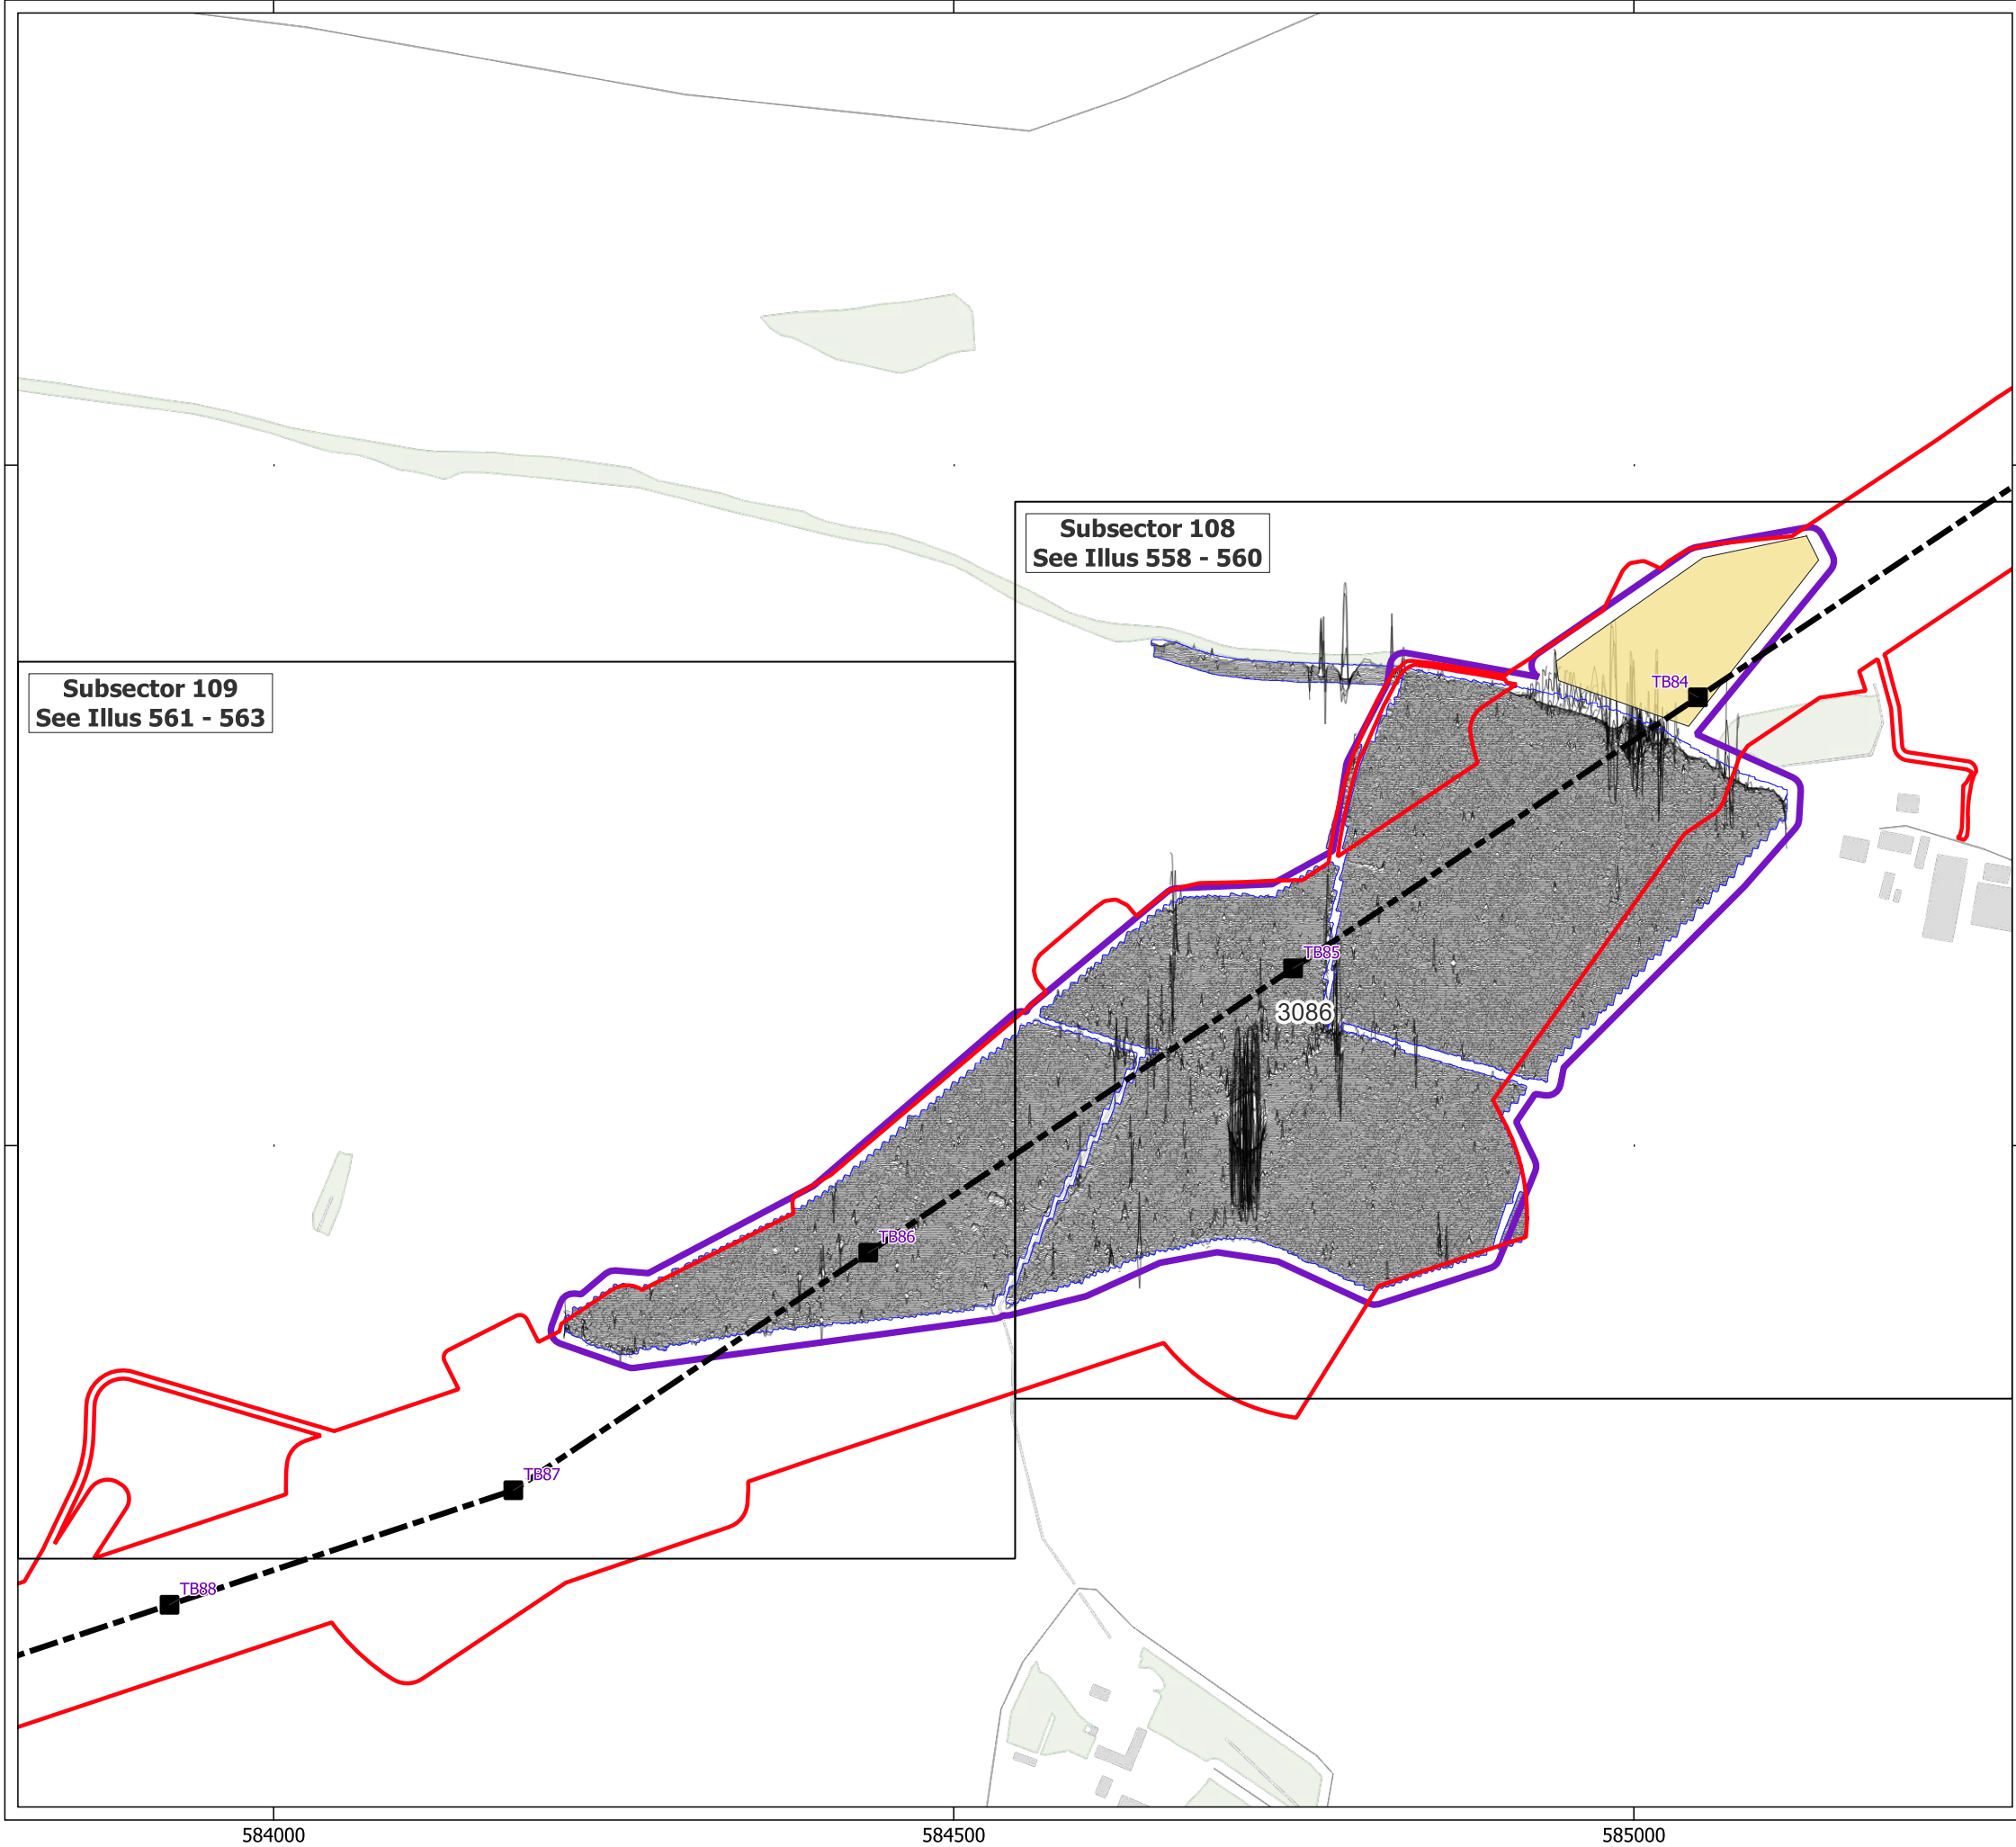 Subsector 108
See Illus 558 - 560
Subsector 109
See Illus 561 - 563
TB84
TB85
3086
TB86
TB87
TB88
584000
584500
585000